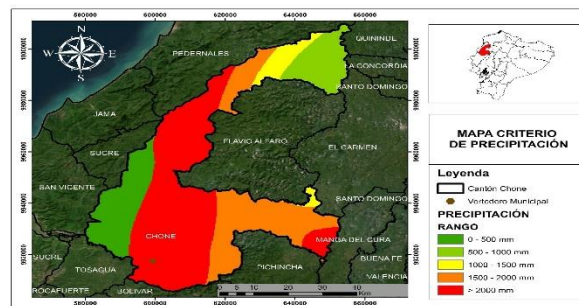 580000 600000 620000 640000 660000
N
W E
S
QUININDE
PEDERNALES
LA CONCORDIA
SANTO DOMINGO
JAMA
FLAVIO ALFARO
SUCRE
EL CARMEN
SAN VICENTE
SANTO DOMINGO
CHONE
MANGA DEL CURA
SUCRE
TOSAGUA
PICHINCHA
BUENA FE
ROCAFUERTE
BOLIVAR
VALENCIA
580000 600000 620000 640000 660000
MAPA CRITERIO
DE PRECIPITACIÓN
Leyenda
Cantón Chone
Vertedero Municipal
PRECIPITACIÓN
RANGO
0 - 500 mm
500 - 1000 mm
1000 - 1500 mm
1500 - 2000 mm
> 2000 mm